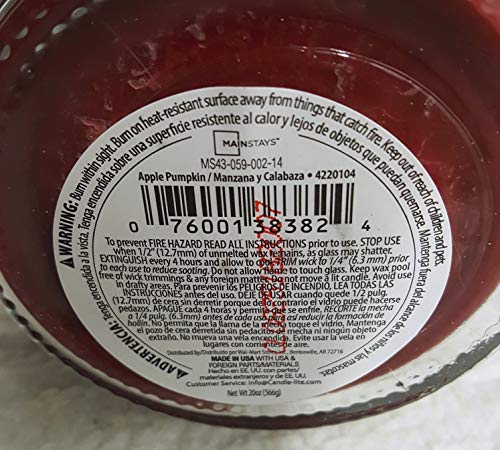 ⚠WARNING: Burn within sight. Burn on heat-resistant surface away from things that catch fire. Keep out of reach of children and pets.
Tenga encendida a la vista. Tenga encendida sobre una superficie resistente al calor y lejos de objetos que puedan quemarse. Mantenga fuera del alcance de los niños y las mascotas.
⚠ADVERTENCIA:
MAINSTAYS™
MS43-059-002-14
Apple Pumpkin / Manzana y Calabaza • 4220104
0 76001 38382 4
To prevent FIRE HAZARD READ ALL INSTRUCTIONS prior to use. STOP USE
when 1/2" (12.7mm) of unmelted wax remains, as glass may shatter.
EXTINGUISH every 4 hours and allow to cool. TRIM wick to 1/4" (6.3 mm) prior
to each use to reduce sooting. Do not allow flame to touch glass. Keep wax pool
free of wick trimmings & any foreign matter. Do not move a lit candle. Avoid use
in drafty areas. Para prevenir los PELIGROS DE INCENDIO, LEA TODAS LAS
INSTRUCCIONES antes del uso. DEJE DE USAR cuando quede 1/2 pulg.
(12.7mm) de cera sin derretir porque de lo contrario el vidrio puede hacerse
pedazos. APAGUE cada 4 horas y permita que se enfríe. RECORTE la mecha
a 1/4 pulg. (6.5mm) antes de cada uso para reducir la formación de
hollín. No permita que la llama toque el vidrio. Mantenga
el pozo de cera derretida sin pedazos de mecha ni ningún objeto
extraño. No mueva una vela encendida. Evite usar la vela en
lugares con corrientes de aire.
Distributed by/Distribuido por Wal-Mart Stores, Inc., Bentonville, AR 72716
MADE IN USA WITH USA &
FOREIGN PARTS/MATERIALS
Hecho en EE. UU. con partes/
materiales extranjeros y de EE. UU.
Customer Service: info@Candle-lite.com
Net Wt 20oz (566g)